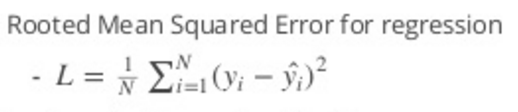 Rooted Mean Squared Error for regression
- L = 1/N ∑_{i=1}^{N} (y_i − ŷ_i)^2